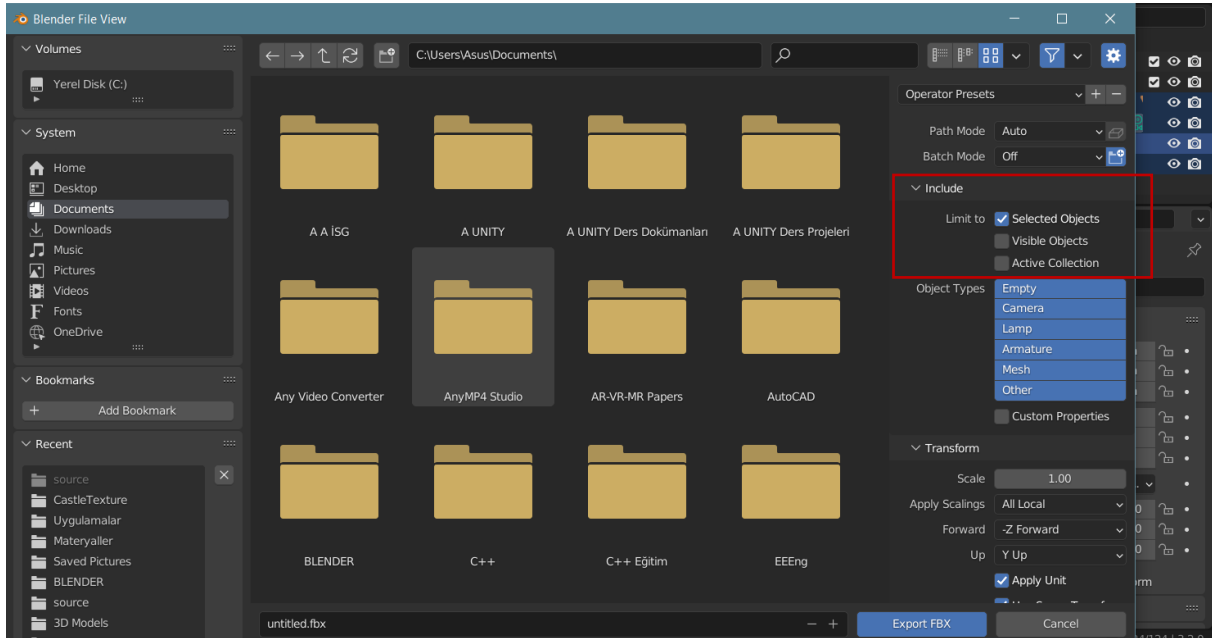 Blender File View
Volumes
Yerel Disk (C:)
System
Home
Desktop
Documents
Downloads
Music
Pictures
Videos
Fonts
OneDrive
Bookmarks
Add Bookmark
Recent
source
CastleTexture
Uygulamalar
Materyaller
Saved Pictures
BLENDER
source
3D Models
C:\Users\Asus\Documents\
A A İSG
A UNITY
A UNITY Ders Dokümanları
A UNITY Ders Projeleri
Any Video Converter
AnyMP4 Studio
AR-VR-MR Papers
AutoCAD
BLENDER
C++
C++ Eğitim
EEEng
untitled.fbx
Operator Presets
Path Mode Auto
Batch Mode Off
Include
Limit to Selected Objects
Visible Objects
Active Collection
Object Types Empty
Camera
Lamp
Armature
Mesh
Other
Custom Properties
Transform
Scale 1.00
Apply Scalings All Local
Forward -Z Forward
Up Y Up
Apply Unit
Export FBX Cancel